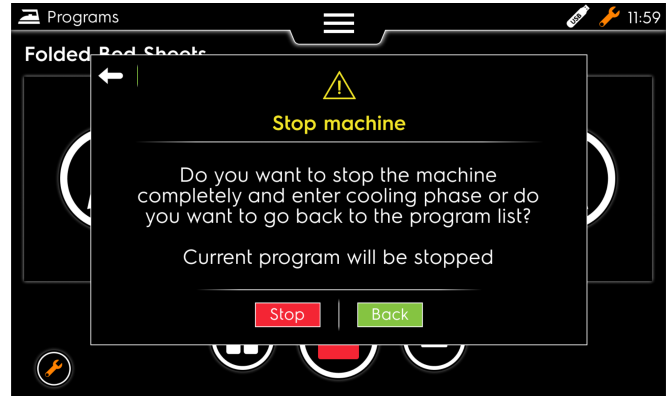 Programs
USB
11:59
Folded Bed Sheets
Stop machine
Do you want to stop the machine
completely and enter cooling phase or do
you want to go back to the program list?
Current program will be stopped
Stop
Back